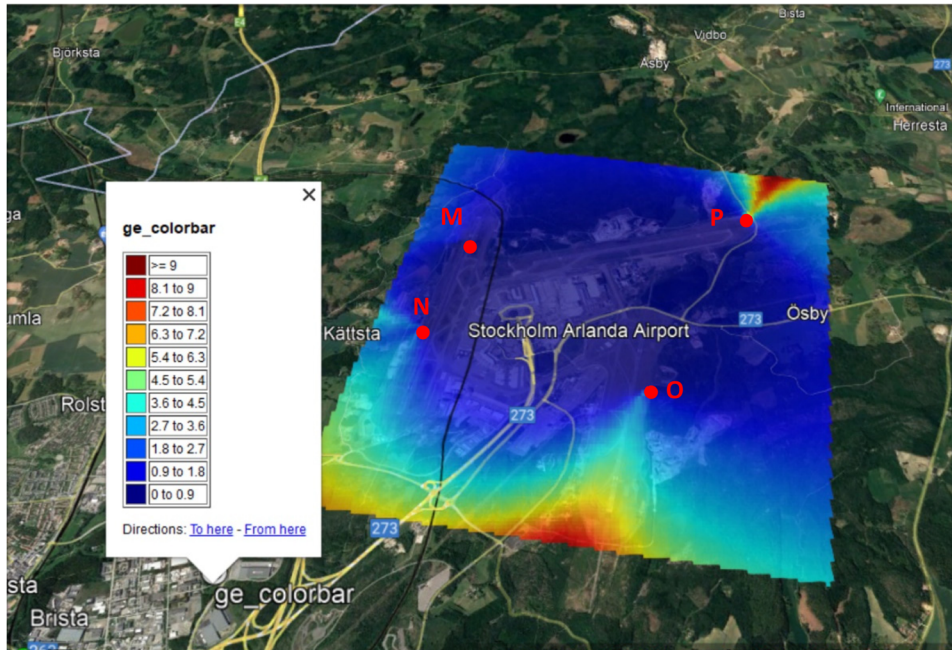 Bista
Vidbo
Björksta
Åsby
273
International
Herresta
ge_colorbar
M
P
>= 9
8.1 to 9
7.2 to 8.1
6.3 to 7.2
5.4 to 6.3
4.5 to 5.4
3.6 to 4.5
2.7 to 3.6
1.8 to 2.7
0.9 to 1.8
0 to 0.9
Directions: To here - From here
N
Kättsta
Stockholm Arlanda Airport
273
Ösby
O
Rolst
273
273
ge_colorbar
Brista